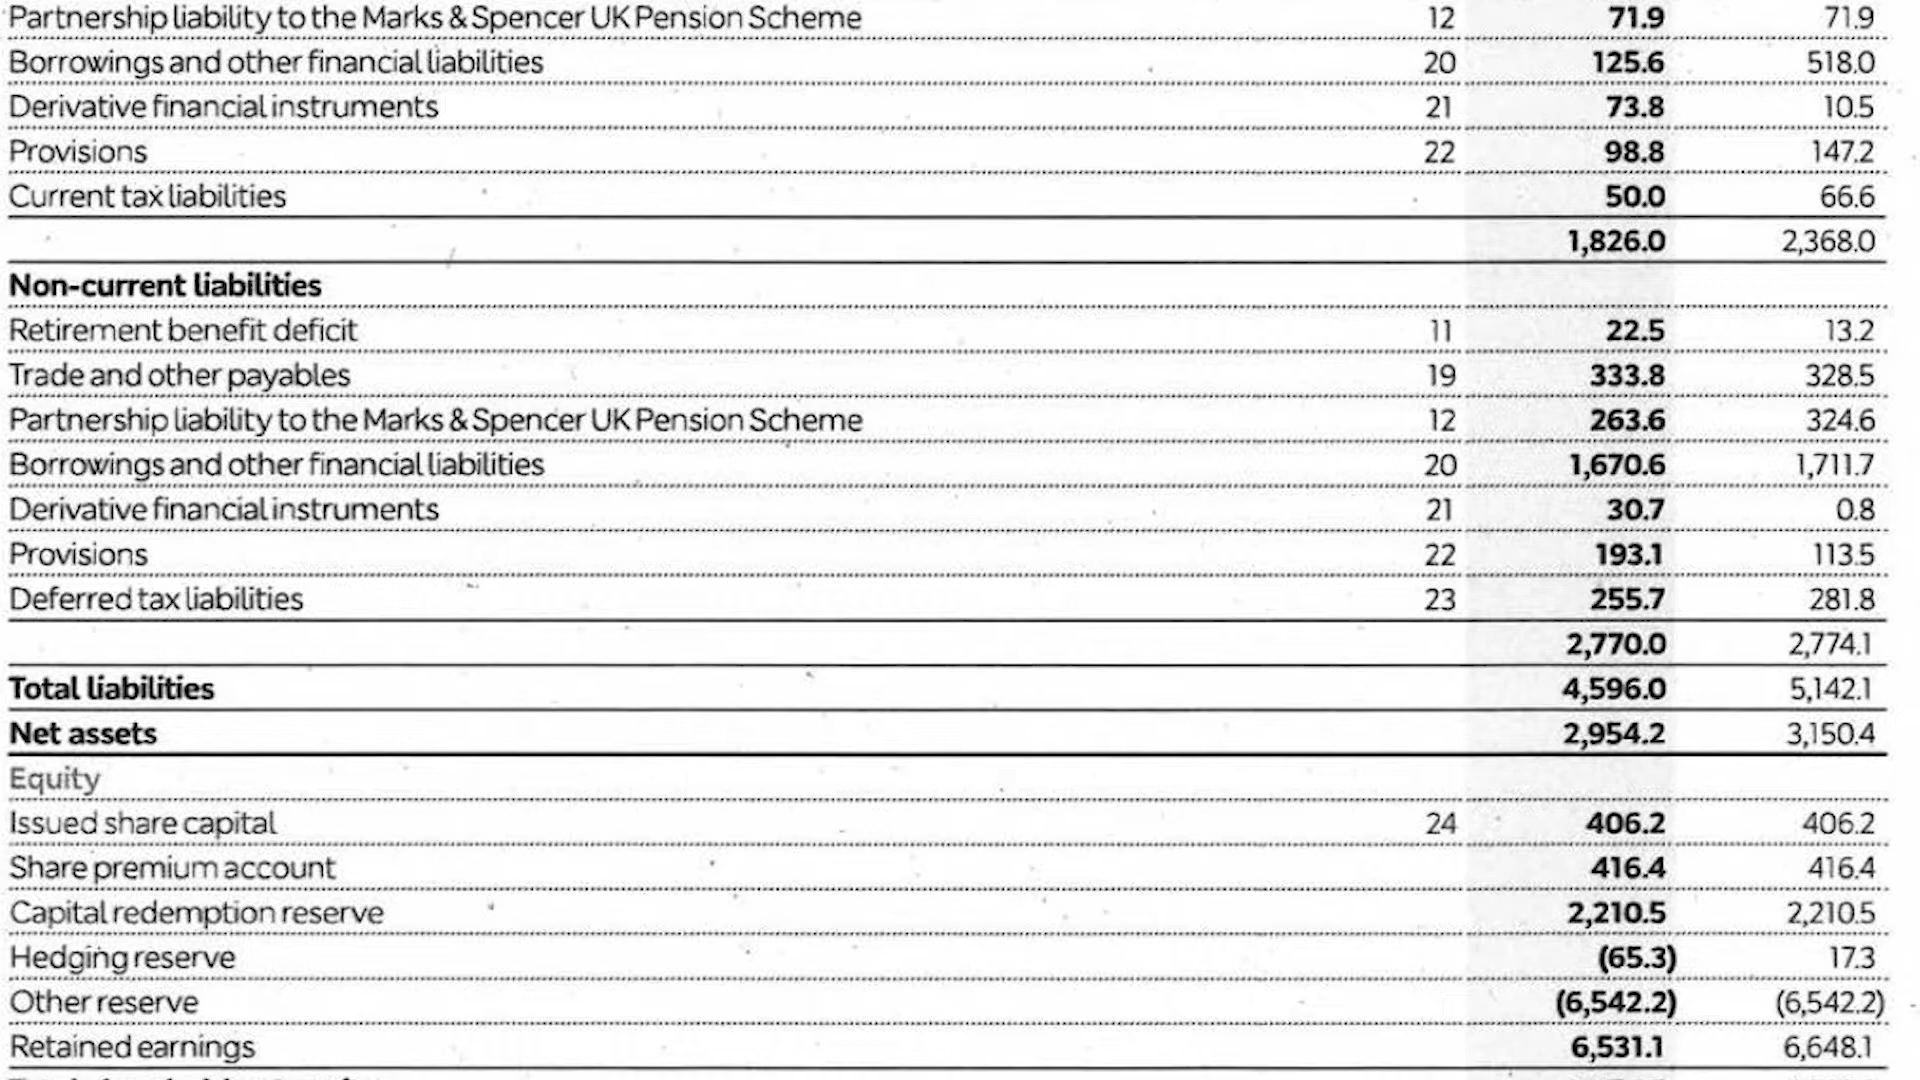 Partnership liability to the Marks & Spencer UK Pension Scheme 12 71.9 71.9
Borrowings and other financial liabilities 20 125.6 518.0
Derivative financial instruments 21 73.8 10.5
Provisions 22 98.8 147.2
Current tax liabilities 50.0 66.6
1,826.0 2,368.0
Non-current liabilities
Retirement benefit deficit 11 22.5 13.2
Trade and other payables 19 333.8 328.5
Partnership liability to the Marks & Spencer UK Pension Scheme 12 263.6 324.6
Borrowings and other financial liabilities 20 1,670.6 1,711.7
Derivative financial instruments 21 30.7 0.8
Provisions 22 193.1 113.5
Deferred tax liabilities 23 255.7 281.8
2,770.0 2,774.1
Total liabilities 4,596.0 5,142.1
Net assets 2,954.2 3,150.4
Equity
Issued share capital 24 406.2 406.2
Share premium account 416.4 416.4
Capital redemption reserve 2,210.5 2,210.5
Hedging reserve (65.3) 17.3
Other reserve (6,542.2) (6,542.2)
Retained earnings 6,531.1 6,648.1